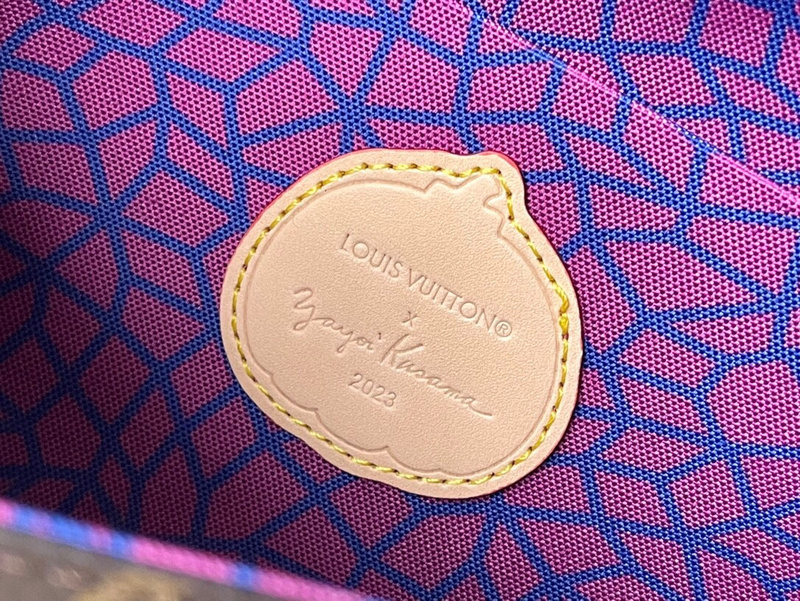 LOUIS VUITTON®
x
Yayoi Kusama
2023